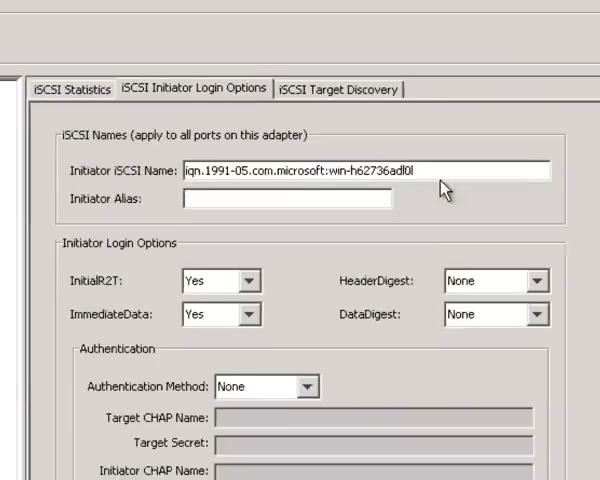 iSCSI Statistics iSCSI Initiator Login Options iSCSI Target Discovery
iSCSI Names (apply to all ports on this adapter)
Initiator iSCSI Name: iqn.1991-05.com.microsoft:win-h62736adl0l
Initiator Alias:
Initiator Login Options
InitialR2T: Yes HeaderDigest: None
ImmediateData: Yes DataDigest: None
Authentication
Authentication Method: None
Target CHAP Name:
Target Secret:
Initiator CHAP Name: